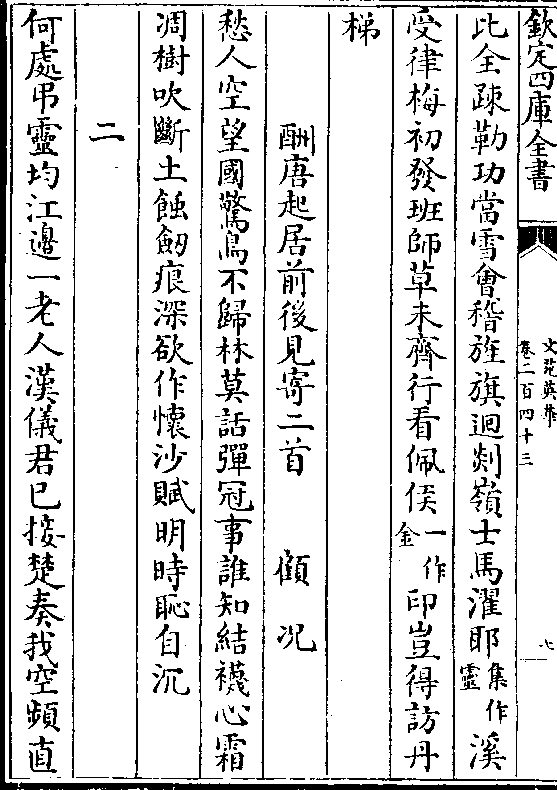 欽定四庫全書
文苑英華
卷二百四十三
七
比全疎勒功當雪會稽旌旗迴剡嶺士馬濯耶集作靈溪
受律梅初發班師草未齊行看佩侯一作金印豈得訪丹
梯
酬唐起居前後見寄二首 顧况
愁人空望國驚鳥不歸林莫話彈冠事誰知結襪心霜
凋樹吹斷土蝕劒痕深欲作懷沙賦明時恥自沉
二
何處弔靈均江邊一老人漢儀君已接楚奏我空頻直